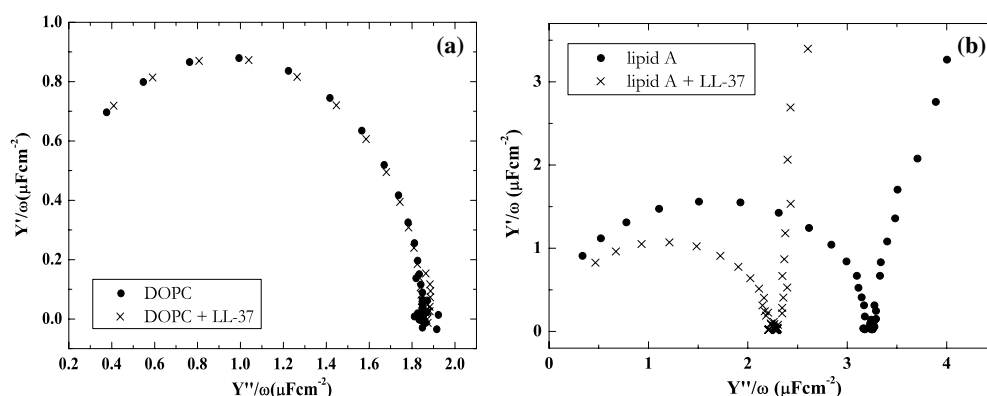 1.0
0.8
0.6
0.4
0.2
0.0
Y'/ω(μFcm-2)
(a)
● DOPC
× DOPC + LL-37
0.2 0.4 0.6 0.8 1.0 1.2 1.4 1.6 1.8 2.0
Y''/ω(μFcm-2)
3
2
1
0
Y'/ω (μFcm-2)
(b)
● lipid A
× lipid A + LL-37
0 1 2 3 4
Y''/ω (μFcm-2)